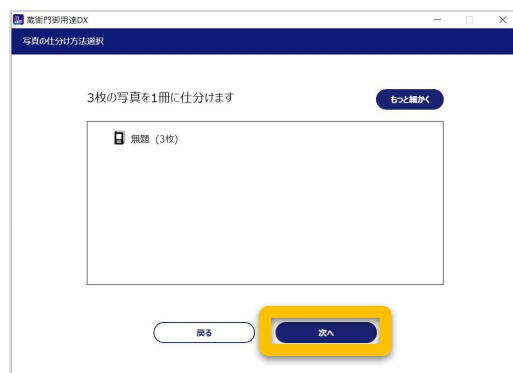 蔵衛門御用達DX
写真の仕分け方法選択
3枚の写真を1冊に仕分けます
もっと細かく
無題 (3枚)
戻る
次へ